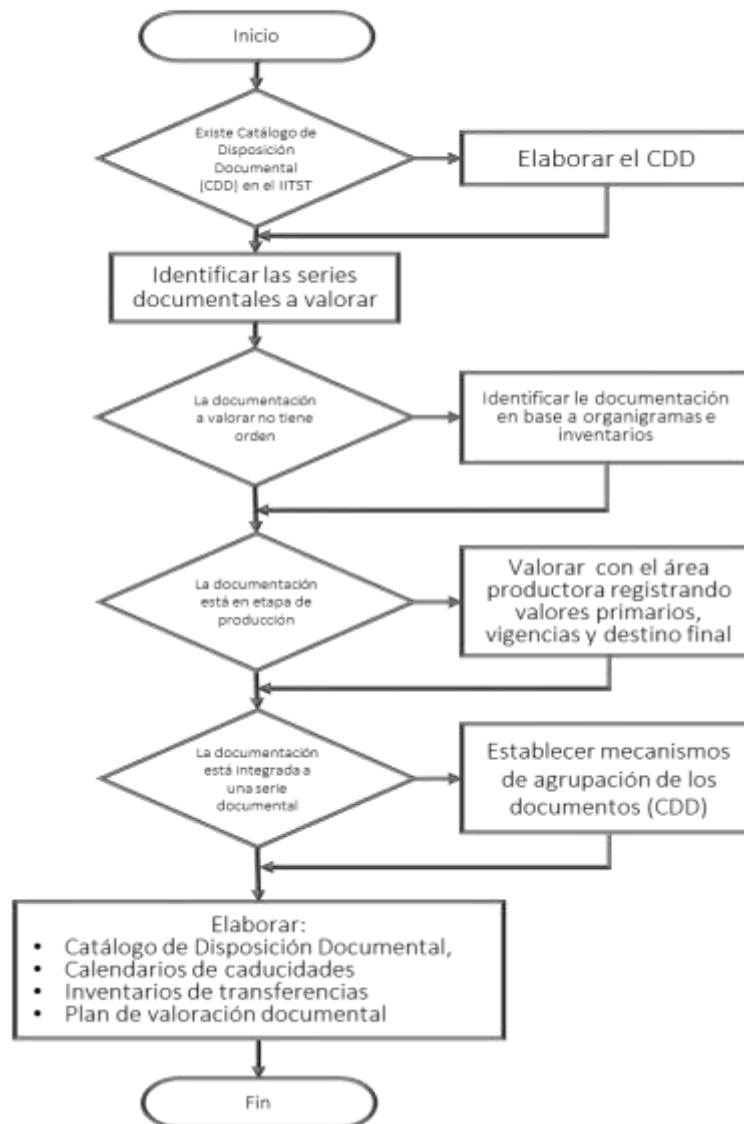 Inicio
Existe Catálogo de
Disposición
Documental
(CDD) en el IITST
Elaborar el CDD
Identificar las series
documentales a valorar
La documentación
a valorar no tiene
orden
Identificar le documentación
en base a organigramas e
inventarios
La documentación
está en etapa de
producción
Valorar con el área
productora registrando
valores primarios,
vigencias y destino final
La documentación
está integrada a
una serie
documental
Establecer mecanismos
de agrupación de los
documentos (CDD)
Elaborar:
• Catálogo de Disposición Documental,
• Calendarios de caducidades
• Inventarios de transferencias
• Plan de valoración documental
Fin